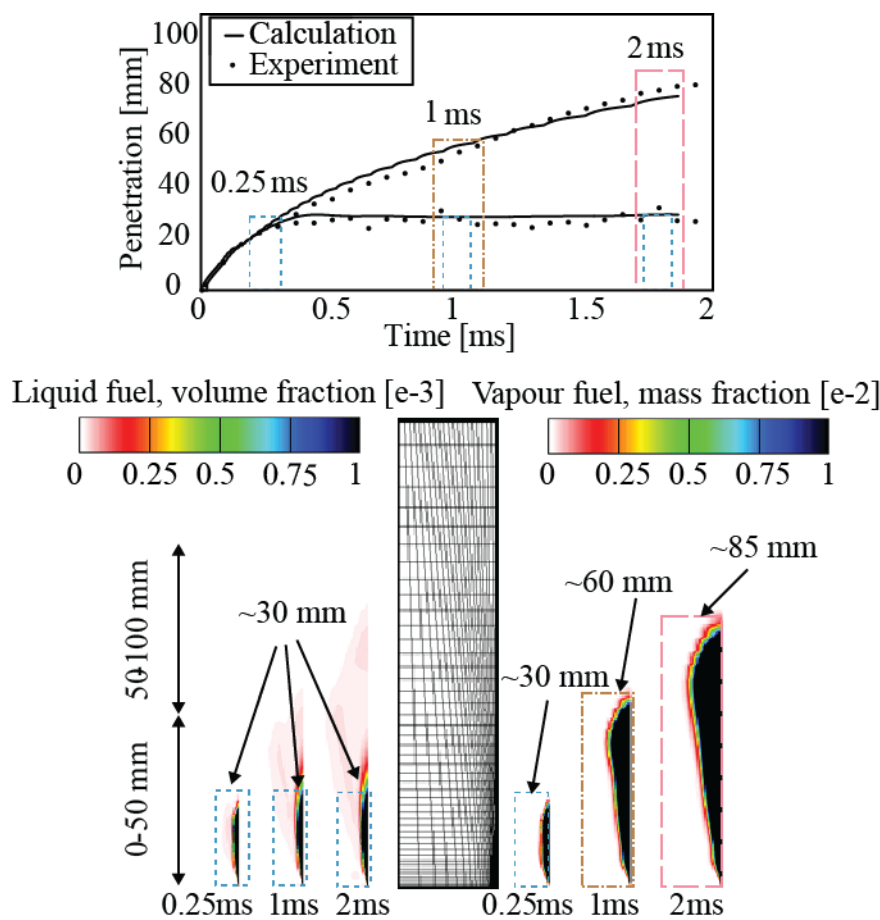 100
80
60
40
20
0
Penetration [mm]
Calculation
Experiment
0.25 ms
1 ms
2 ms
0
0.5
1
1.5
2
Time [ms]
Liquid fuel, volume fraction [e-3]
0
0.25
0.5
0.75
1
Vapour fuel, mass fraction [e-2]
0
0.25
0.5
0.75
1
50-100 mm
0-50 mm
~30 mm
0.25ms
1ms
2ms
~30 mm
~60 mm
~85 mm
0.25ms
1ms
2ms